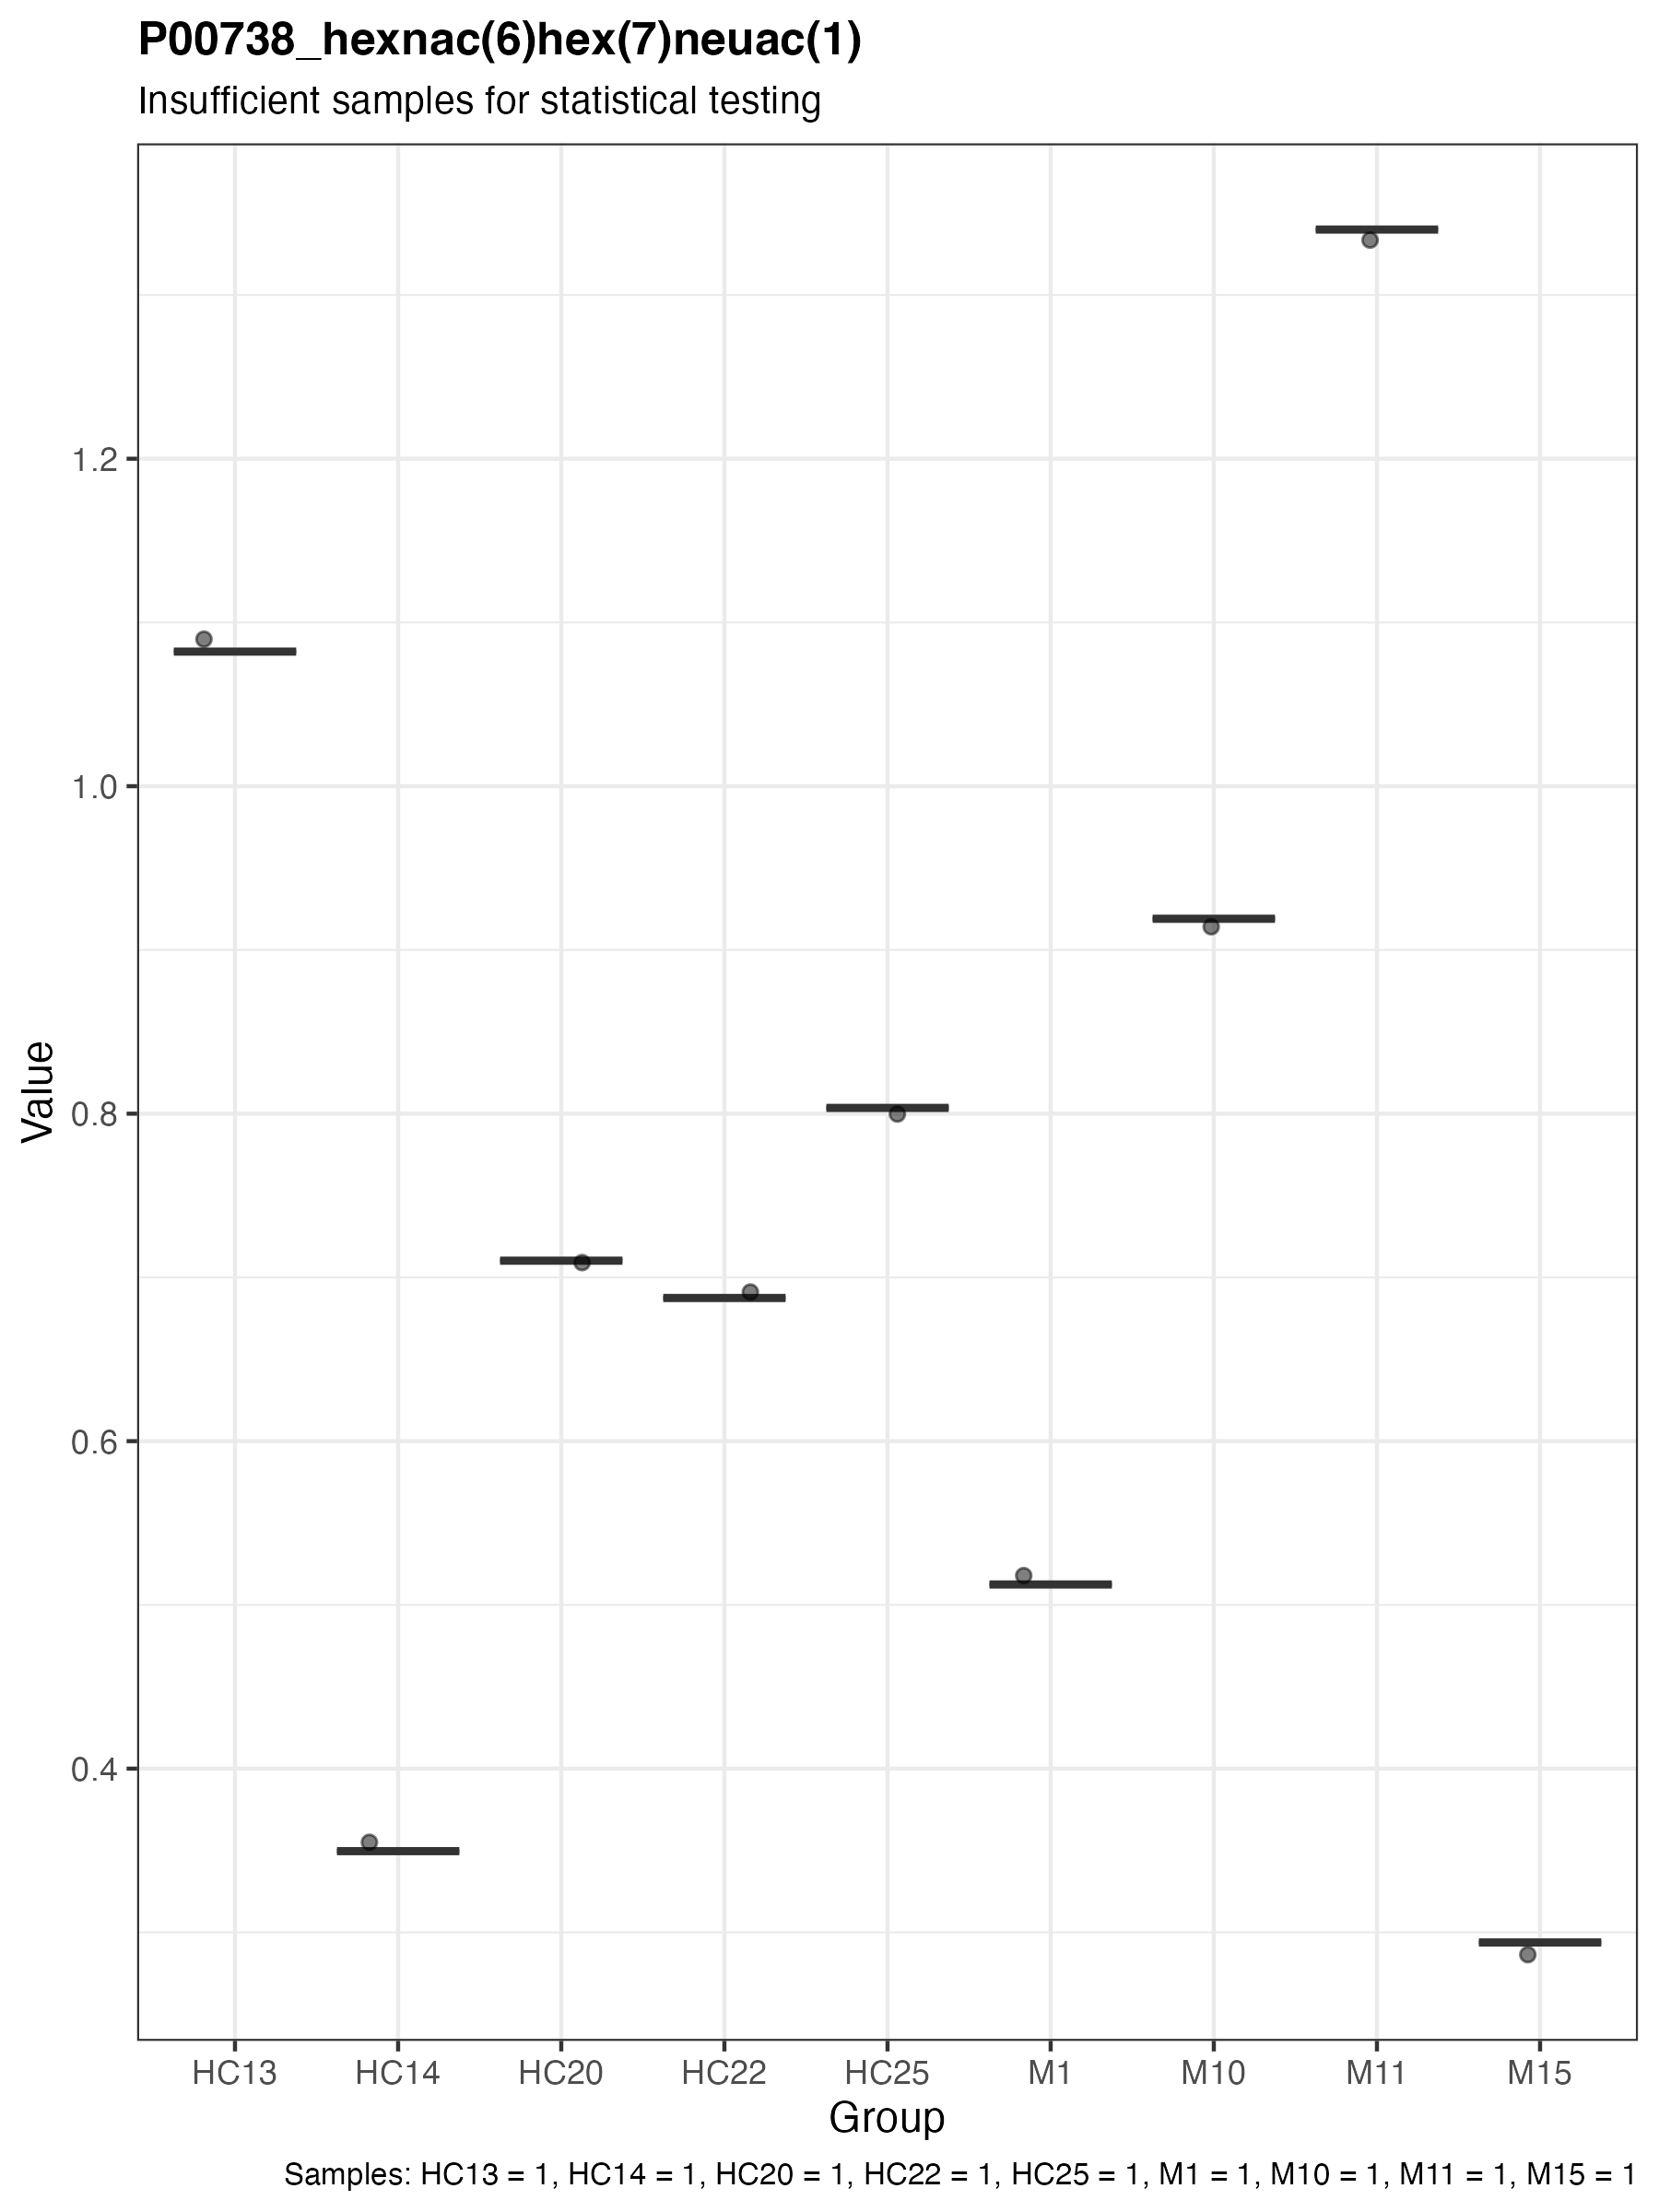 P00738_hexnac(6)hex(7)neuac(1)
Insufficient samples for statistical testing
1.2
1.0
0.8
0.6
0.4
Value
HC13 HC14 HC20 HC22 HC25 M1 M10 M11 M15
Group
Samples: HC13 = 1, HC14 = 1, HC20 = 1, HC22 = 1, HC25 = 1, M1 = 1, M10 = 1, M11 = 1, M15 = 1